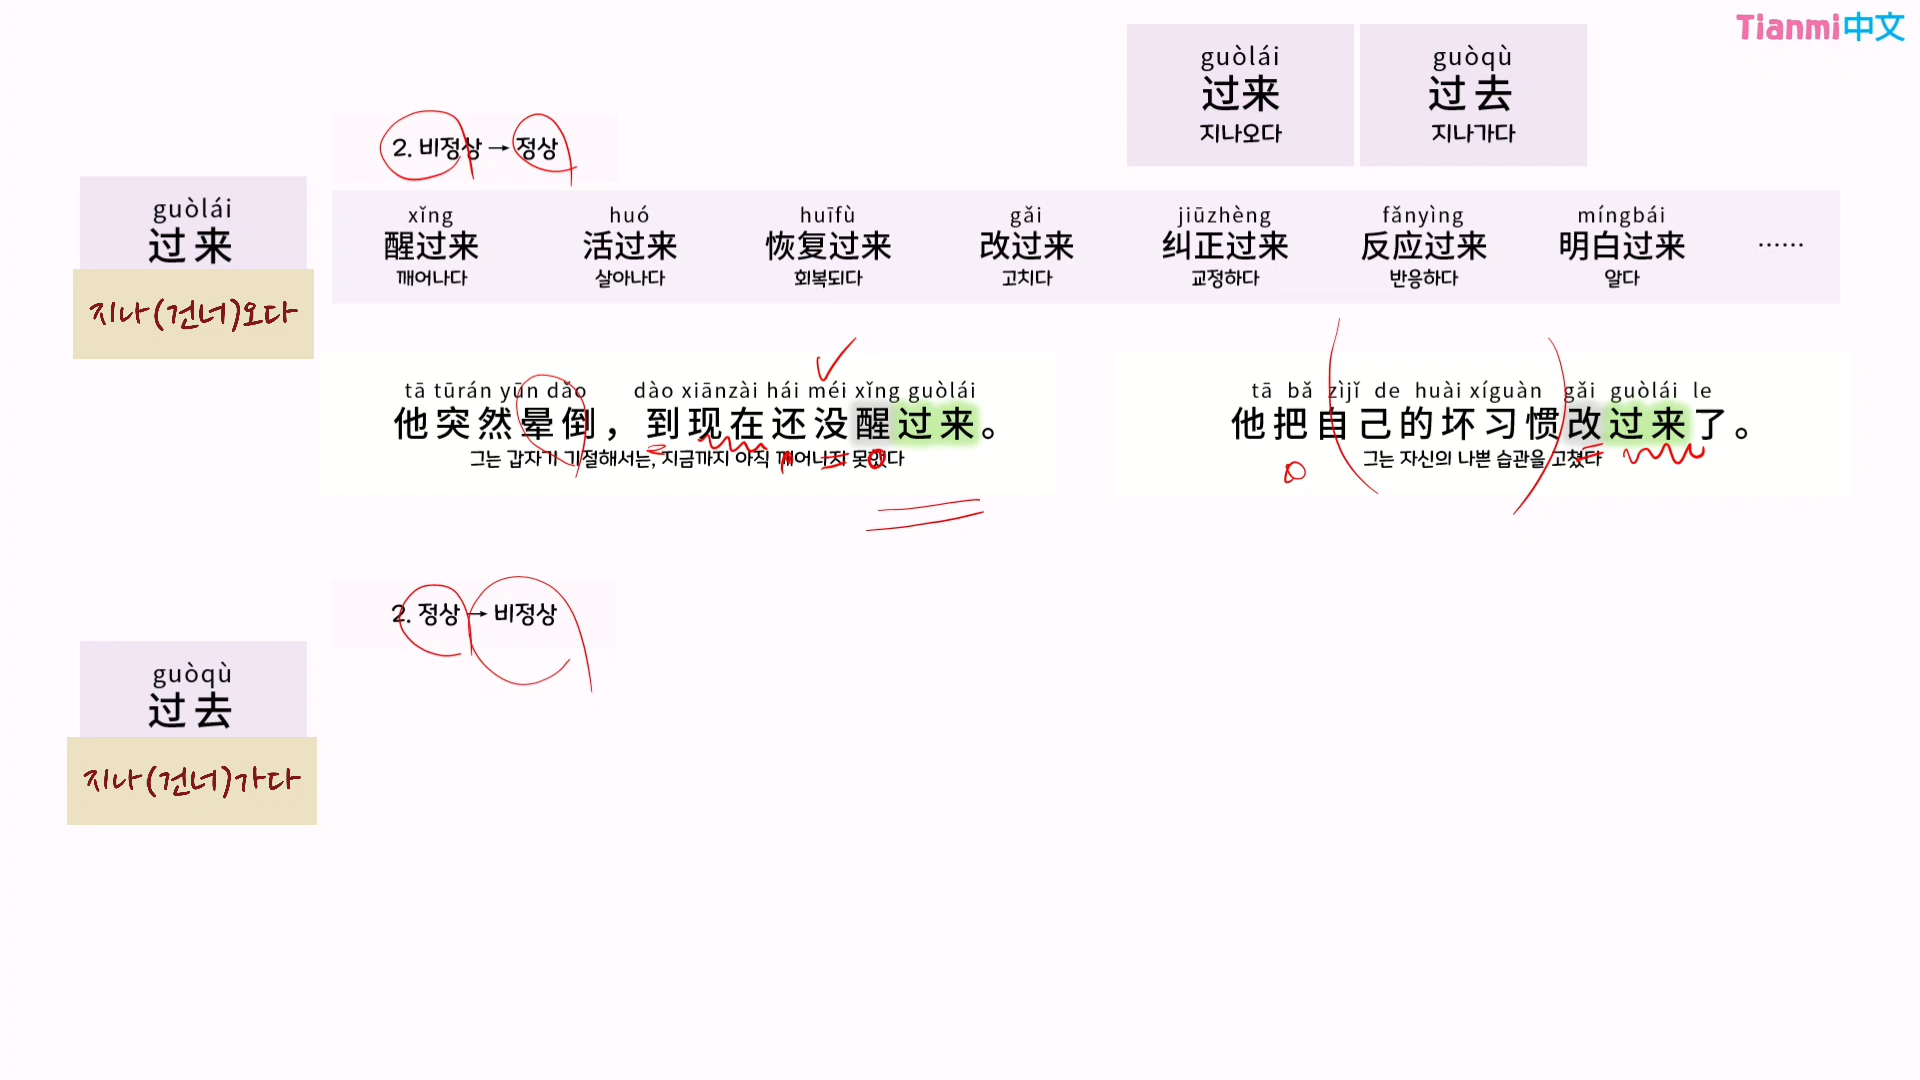 Tianmi中文
guòlái
过来
지나오다
guòqù
过去
지나가다
2. 비정상 → 정상
guòlái
过来
지나(건너)오다
xǐng
醒过来
깨어나다
huó
活过来
살아나다
huīfù
恢复过来
회복되다
gǎi
改过来
고치다
jiūzhèng
纠正过来
교정하다
fǎnyìng
反应过来
반응하다
míngbái
明白过来
알다
……
tā tūrán yūn dǎo dào xiānzài hái méi xǐng guòlái
他突然晕倒，到现在还没醒过来。
그는 갑자기 기절해서는, 지금까지 아직 깨어나지 못했다
tā bǎ zìjǐ de huài xíguàn gǎi guòlái le
他把自己的坏习惯改过来了。
그는 자신의 나쁜 습관을 고쳤다
2. 정상 → 비정상
guòqù
过去
지나(건너)가다